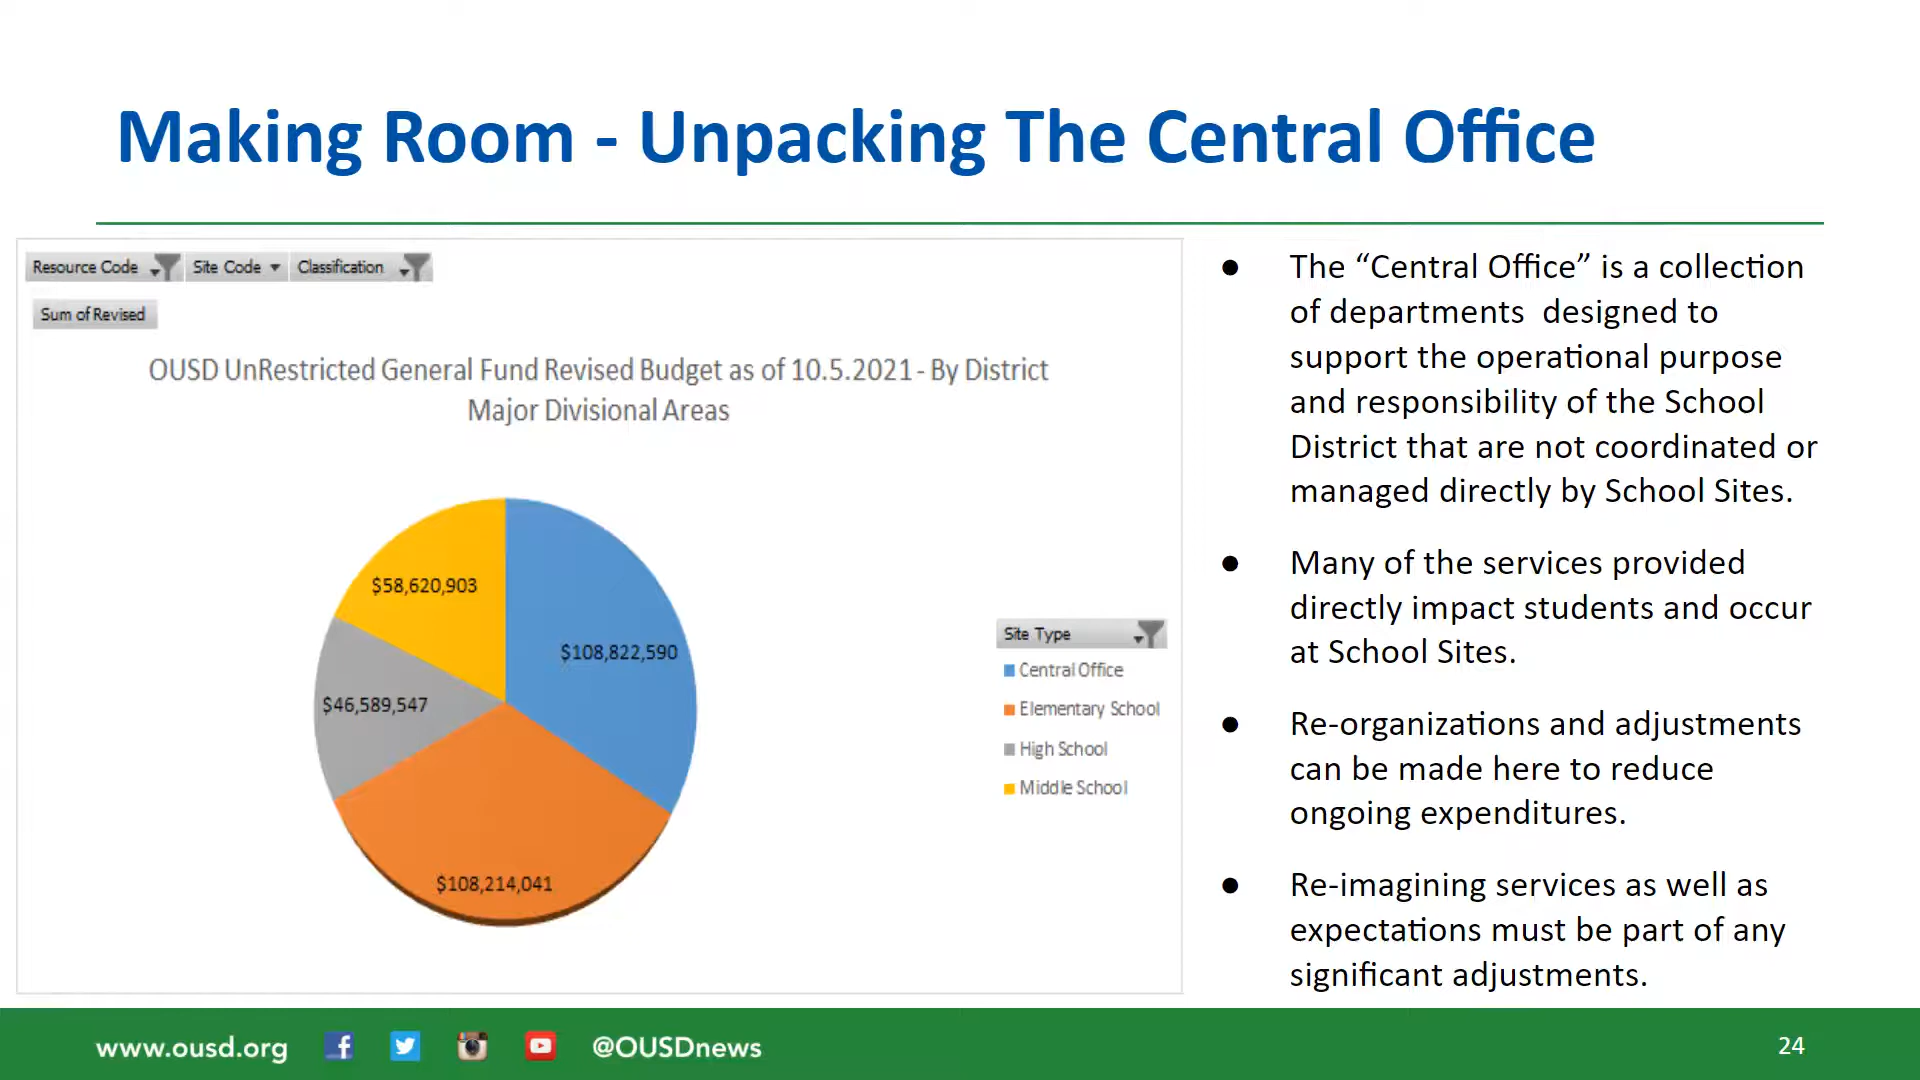 Making Room - Unpacking The Central Office
Resource Code Site Code Classification
Sum of Revised
OUSD UnRestricted General Fund Revised Budget as of 10.5.2021 - By District
Major Divisional Areas
$58,620,903
$108,822,590
$46,589,547
$108,214,041
Site Type
Central Office
Elementary School
High School
Middle School
● The “Central Office” is a collection
of departments designed to
support the operational purpose
and responsibility of the School
District that are not coordinated or
managed directly by School Sites.
● Many of the services provided
directly impact students and occur
at School Sites.
● Re-organizations and adjustments
can be made here to reduce
ongoing expenditures.
● Re-imagining services as well as
expectations must be part of any
significant adjustments.
www.ousd.org @OUSDnews
24